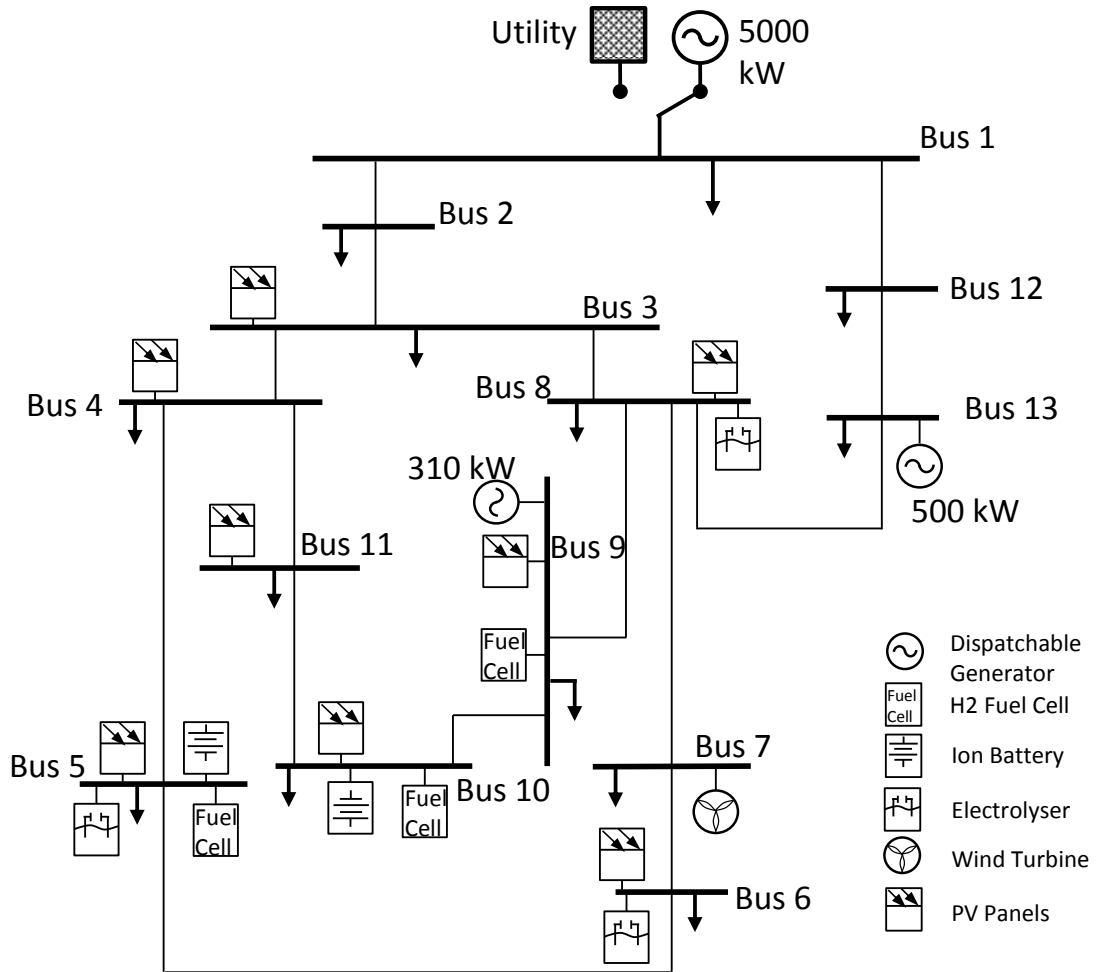 Utility
5000
kW
Bus 1
Bus 2
Bus 12
Bus 3
Bus 8
Bus 4
Bus 13
310 kW
500 kW
Bus 11
Bus 9
Fuel
Cell
Dispatchable
Generator
Fuel
Cell
H2 Fuel Cell
Ion Battery
Bus 7
Bus 5
Bus 10
Fuel
Cell
Fuel
Cell
Electrolyser
Wind Turbine
Bus 6
PV Panels